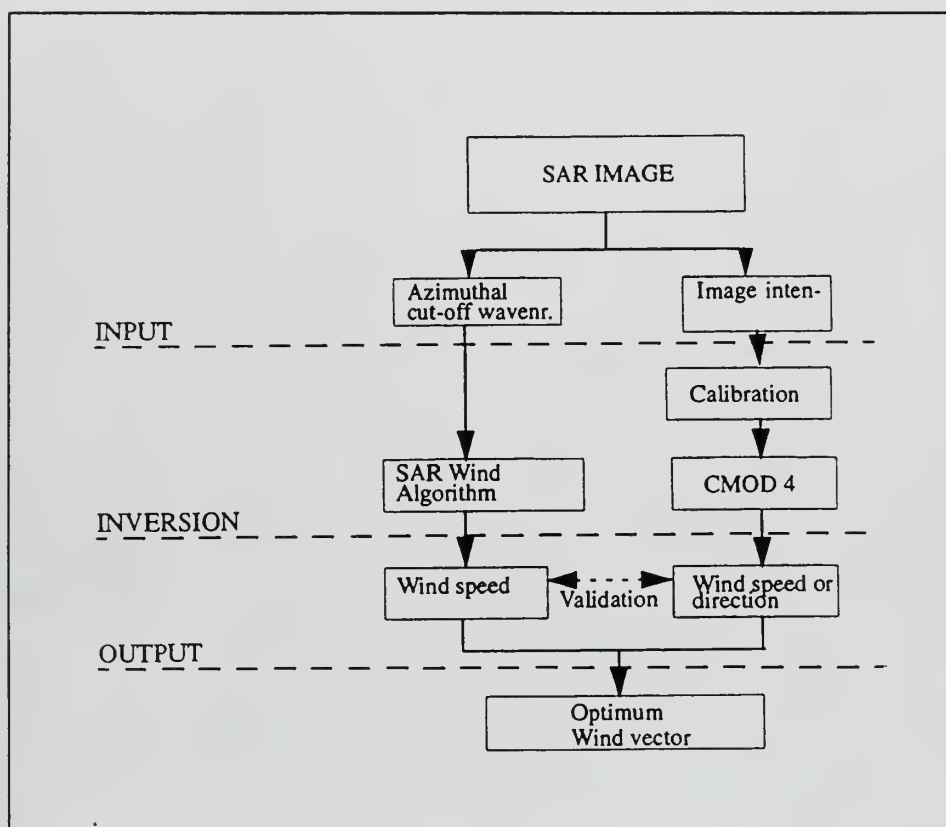 SAR IMAGE
Azimuthal
cut-off wavenr.
Image inten-
INPUT
Calibration
SAR Wind
Algorithm
CMOD 4
INVERSION
Wind speed
Validation
Wind speed or
direction
OUTPUT
Optimum
Wind vector